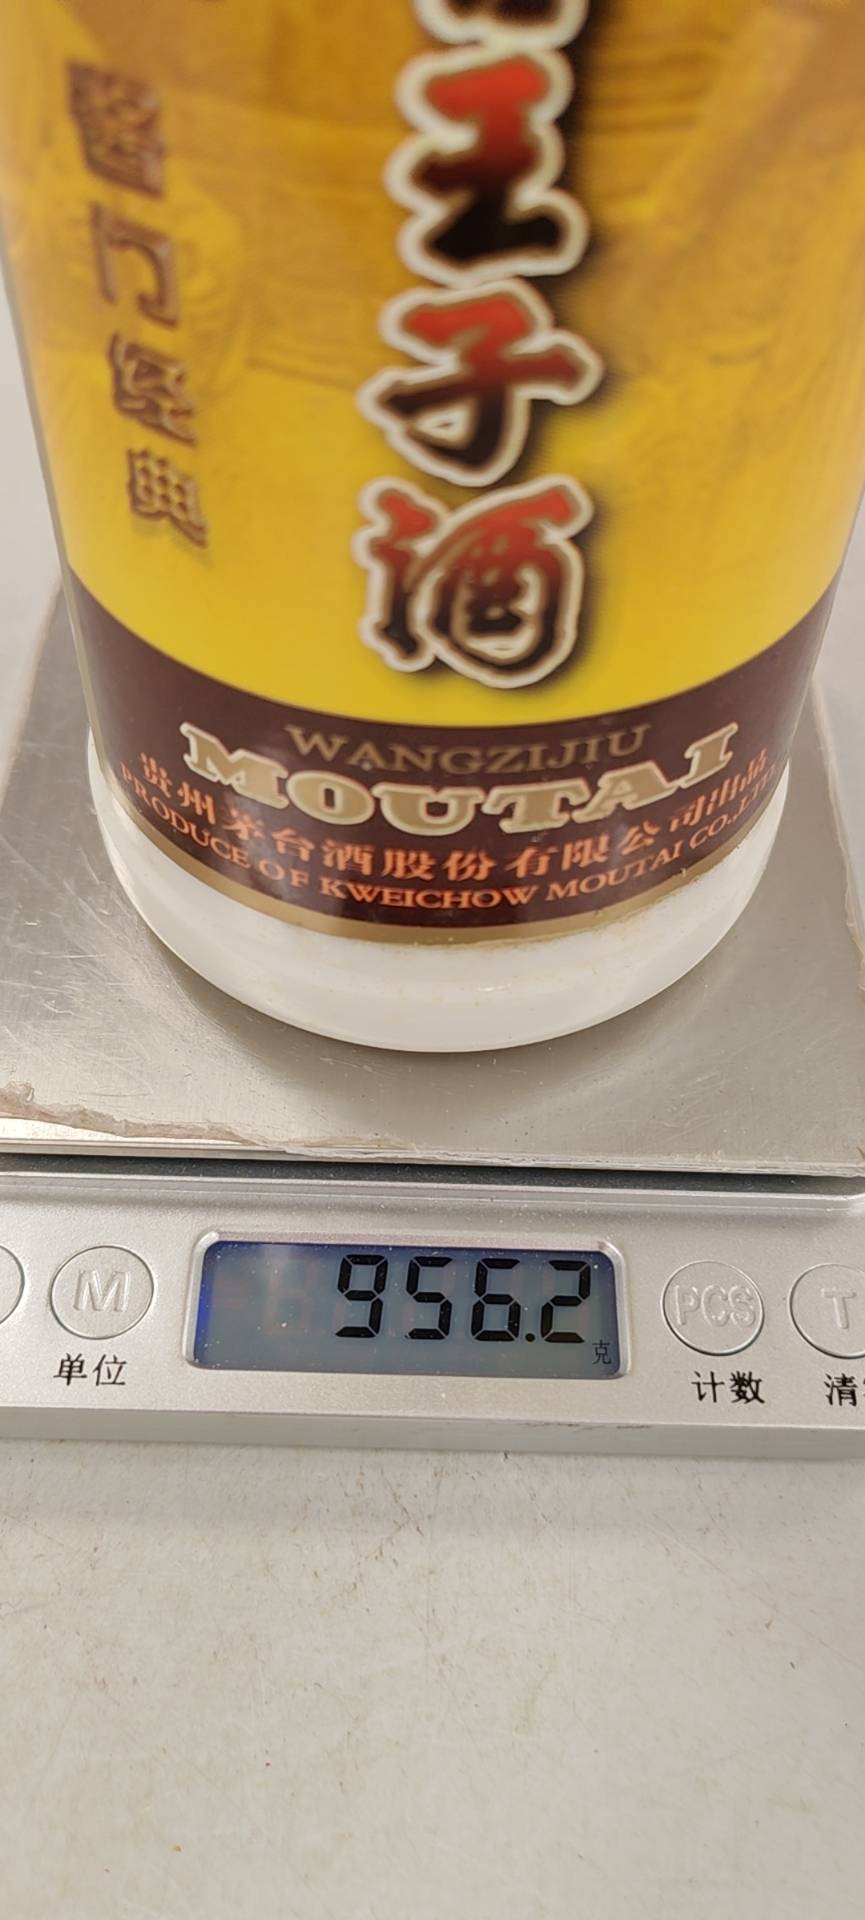 王子酒
酱门经典
WANGZIJIU
MOUTAI
贵州茅台酒股份有限公司出品
PRODUCE OF KWEICHOW MOUTAI CO.,LTD
956.2
克
M
PCS
T
单位
计数
清